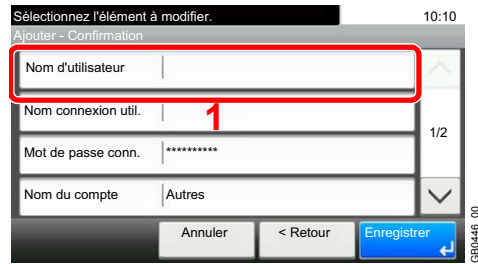 Sélectionnez l'élément à modifier. 10:10
Ajouter - Confirmation
Nom d'utilisateur
Nom connexion util.
1
1/2
Mot de passe conn. **********
Nom du compte Autres
Annuler < Retour Enregistrer
GB0446_00